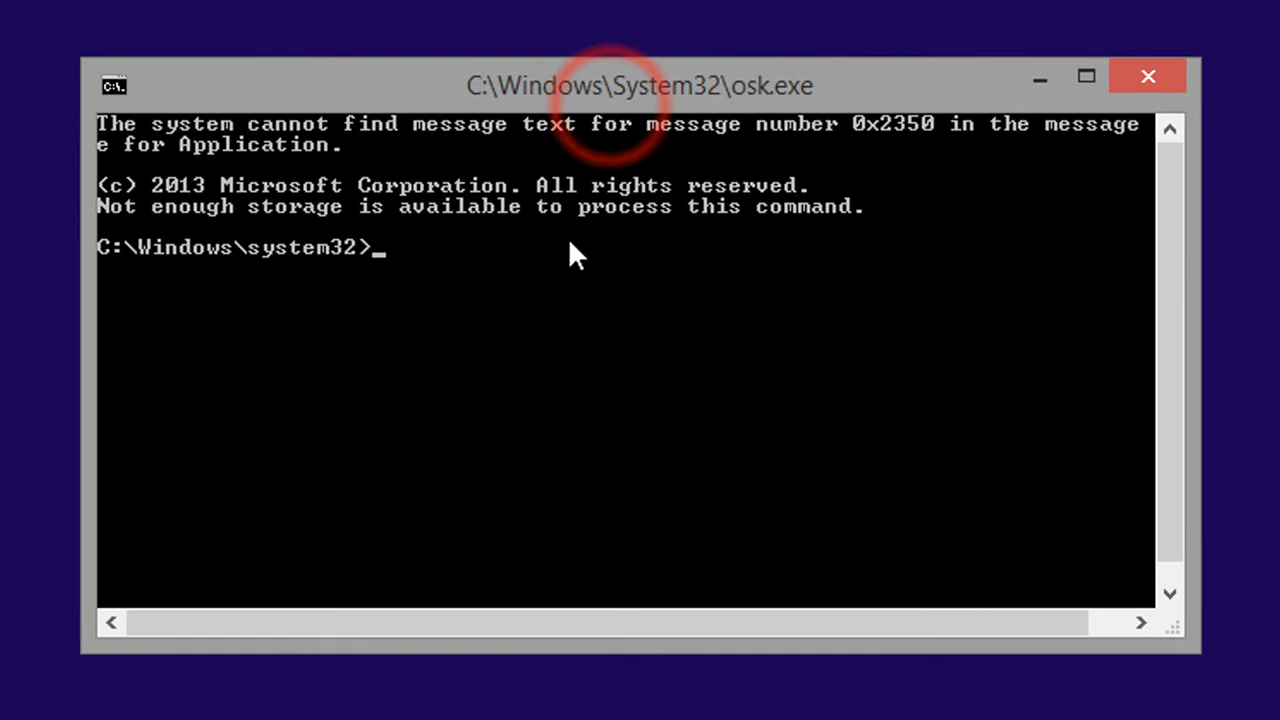 C:\Windows\System32\osk.exe
The system cannot find message text for message number 0x2350 in the message
e for Application.
(c) 2013 Microsoft Corporation. All rights reserved.
Not enough storage is available to process this command.
C:\Windows\system32>_